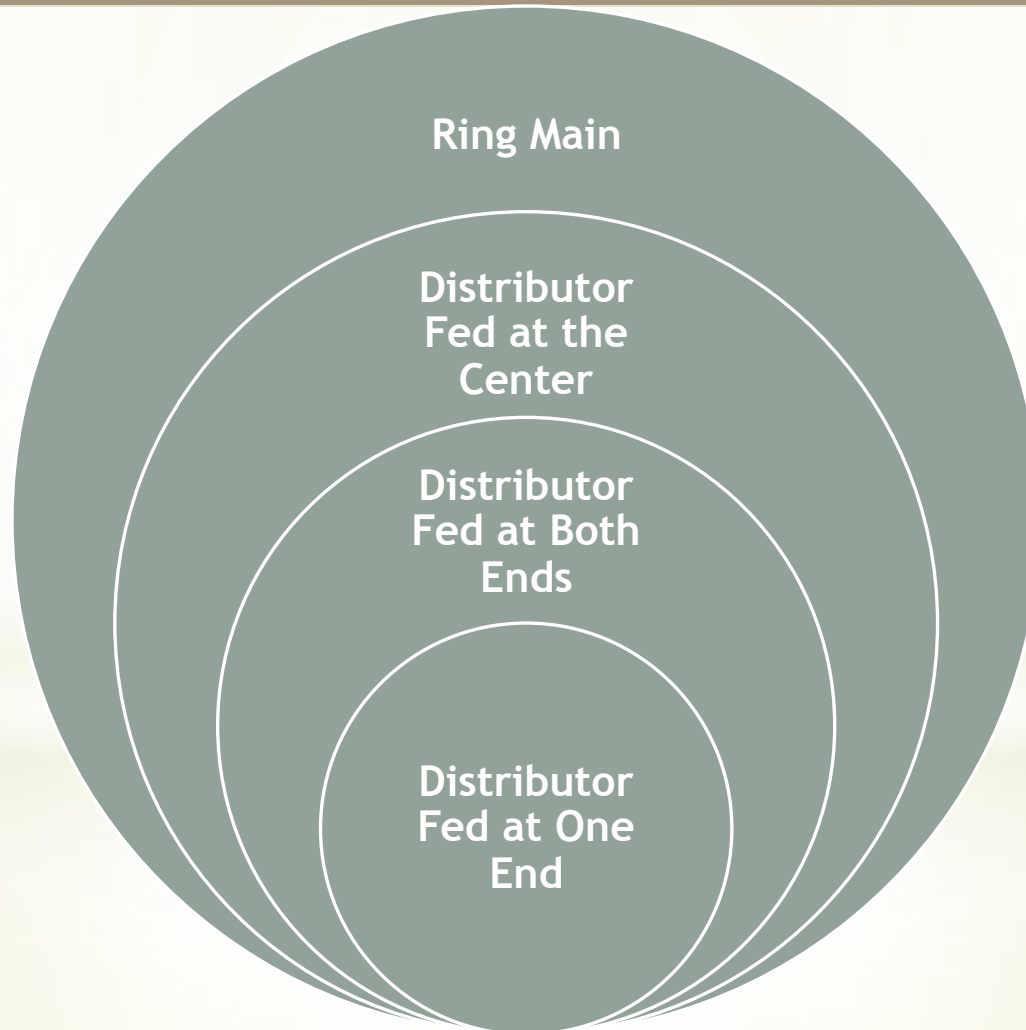 Ring Main
Distributor
Fed at the
Center
Distributor
Fed at Both
Ends
Distributor
Fed at One
End